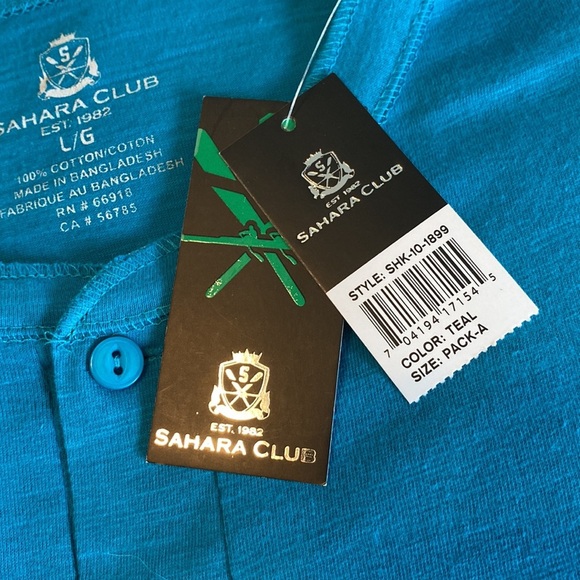 S
SAHARA CLUB
EST. 1982
L/G
100% COTTON/COTON
MADE IN BANGLADESH
FABRIQUE AU BANGLADESH
RN # 66918
CA # 56785
S
EST. 1982
SAHARA CLUB
S
EST 1982
SAHARA CLUB
STYLE: SHK-10-1899
7 04194 17154 5
COLOR: TEAL
SIZE: PACK-A